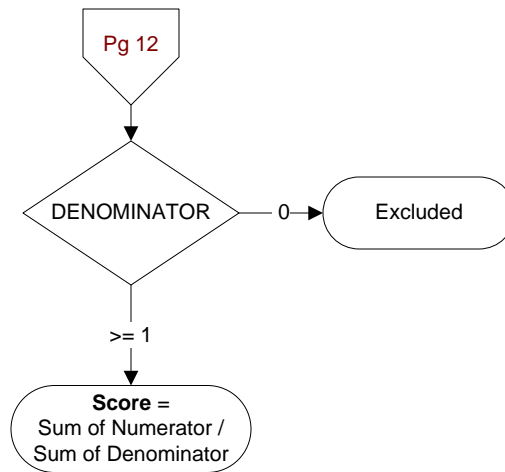 Pg 12
DENOMINATOR
0
Excluded
>= 1
Score =
Sum of Numerator /
Sum of Denominator